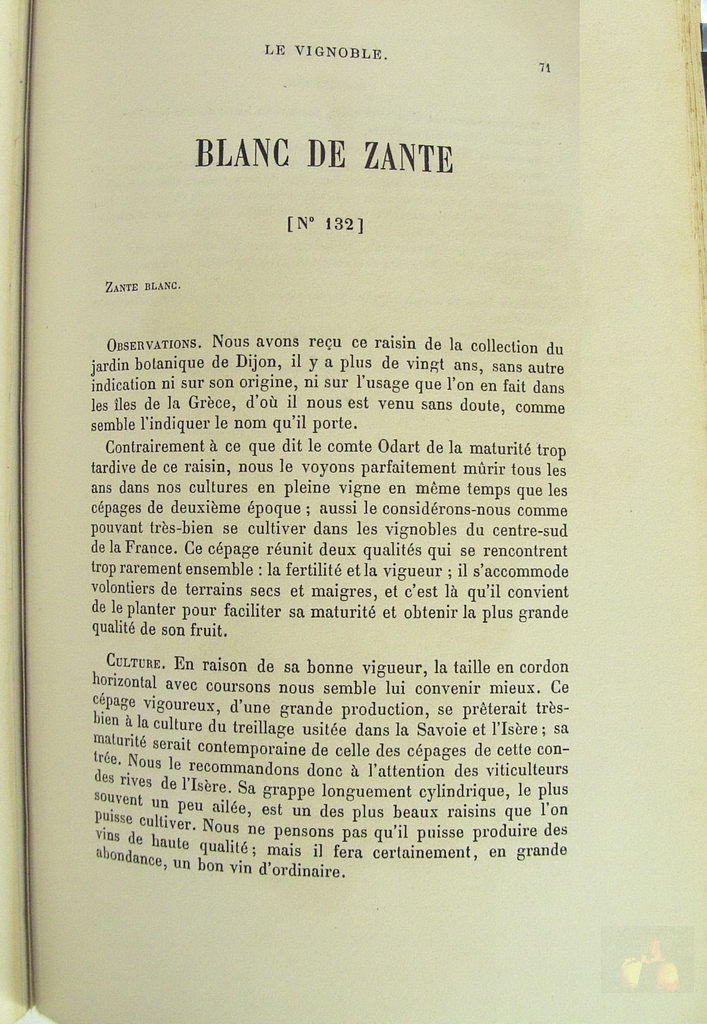 LE VIGNOBLE.
71
BLANC DE ZANTE
[Nº 132]
ZANTE BLANC.
OBSERVATIONS. Nous avons reçu ce raisin de la collection du
jardin botanique de Dijon, il y a plus de vingt ans, sans autre
indication ni sur son origine, ni sur l'usage que l'on en fait dans
les îles de la Grèce, d'où il nous est venu sans doute, comme
semble l'indiquer le nom qu'il porte.
Contrairement à ce que dit le comte Odart de la maturité trop
tardive de ce raisin, nous le voyons parfaitement mûrir tous les
ans dans nos cultures en pleine vigne en même temps que les
cépages de deuxième époque ; aussi le considérons-nous comme
pouvant très-bien se cultiver dans les vignobles du centre-sud
de la France. Ce cépage réunit deux qualités qui se rencontrent
trop rarement ensemble : la fertilité et la vigueur ; il s'accommode
volontiers de terrains secs et maigres, et c'est là qu'il convient
de le planter pour faciliter sa maturité et obtenir la plus grande
qualité de son fruit.
CULTURE. En raison de sa bonne vigueur, la taille en cordon
horizontal avec coursons nous semble lui convenir mieux. Ce
cépage vigoureux, d'une grande production, se prêterait très-
bien à la culture du treillage usitée dans la Savoie et l'Isère ; sa
maturité serait contemporaine de celle des cépages de cette con-
trée. Nous le recommandons donc à l'attention des viticulteurs
des rives de l'Isère. Sa grappe longuement cylindrique, le plus
souvent un peu ailée, est un des plus beaux raisins que l'on
puisse cultiver. Nous ne pensons pas qu'il puisse produire des
vins de haute qualité ; mais il fera certainement, en grande
abondance, un bon vin d'ordinaire.